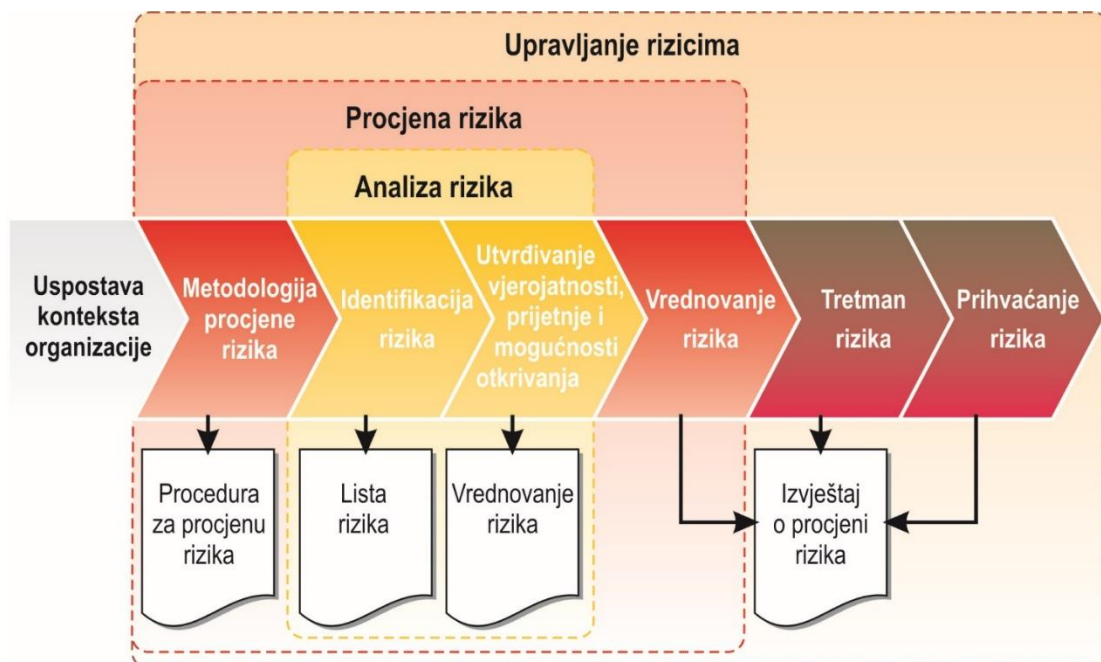 Upravljanje rizicima
Procjena rizika
Analiza rizika
Uspostava
konteksta
organizacije
Metodologija
procjene
rizika
Identifikacija
rizika
Utvrđivanje
vjerojatnosti,
prijetnje i
mogućnosti
otkrivanja
Vrednovanje
rizika
Tretman
rizika
Prihvaćanje
rizika
Procedura
za procjenu
rizika
Lista
rizika
Vrednovanje
rizika
Izvještaj
o procjeni
rizika